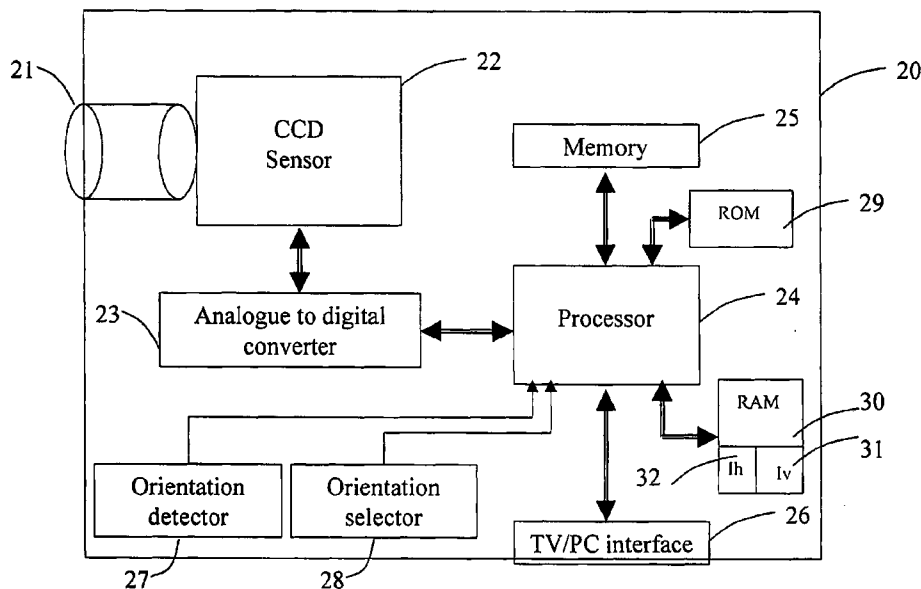 21
22
20
CCD
Sensor
25
Memory
ROM
29
23
Analogue to digital
converter
Processor
24
RAM
30
31
32
Ih
Iv
Orientation
detector
Orientation
selector
26
TV/PC interface
27
28